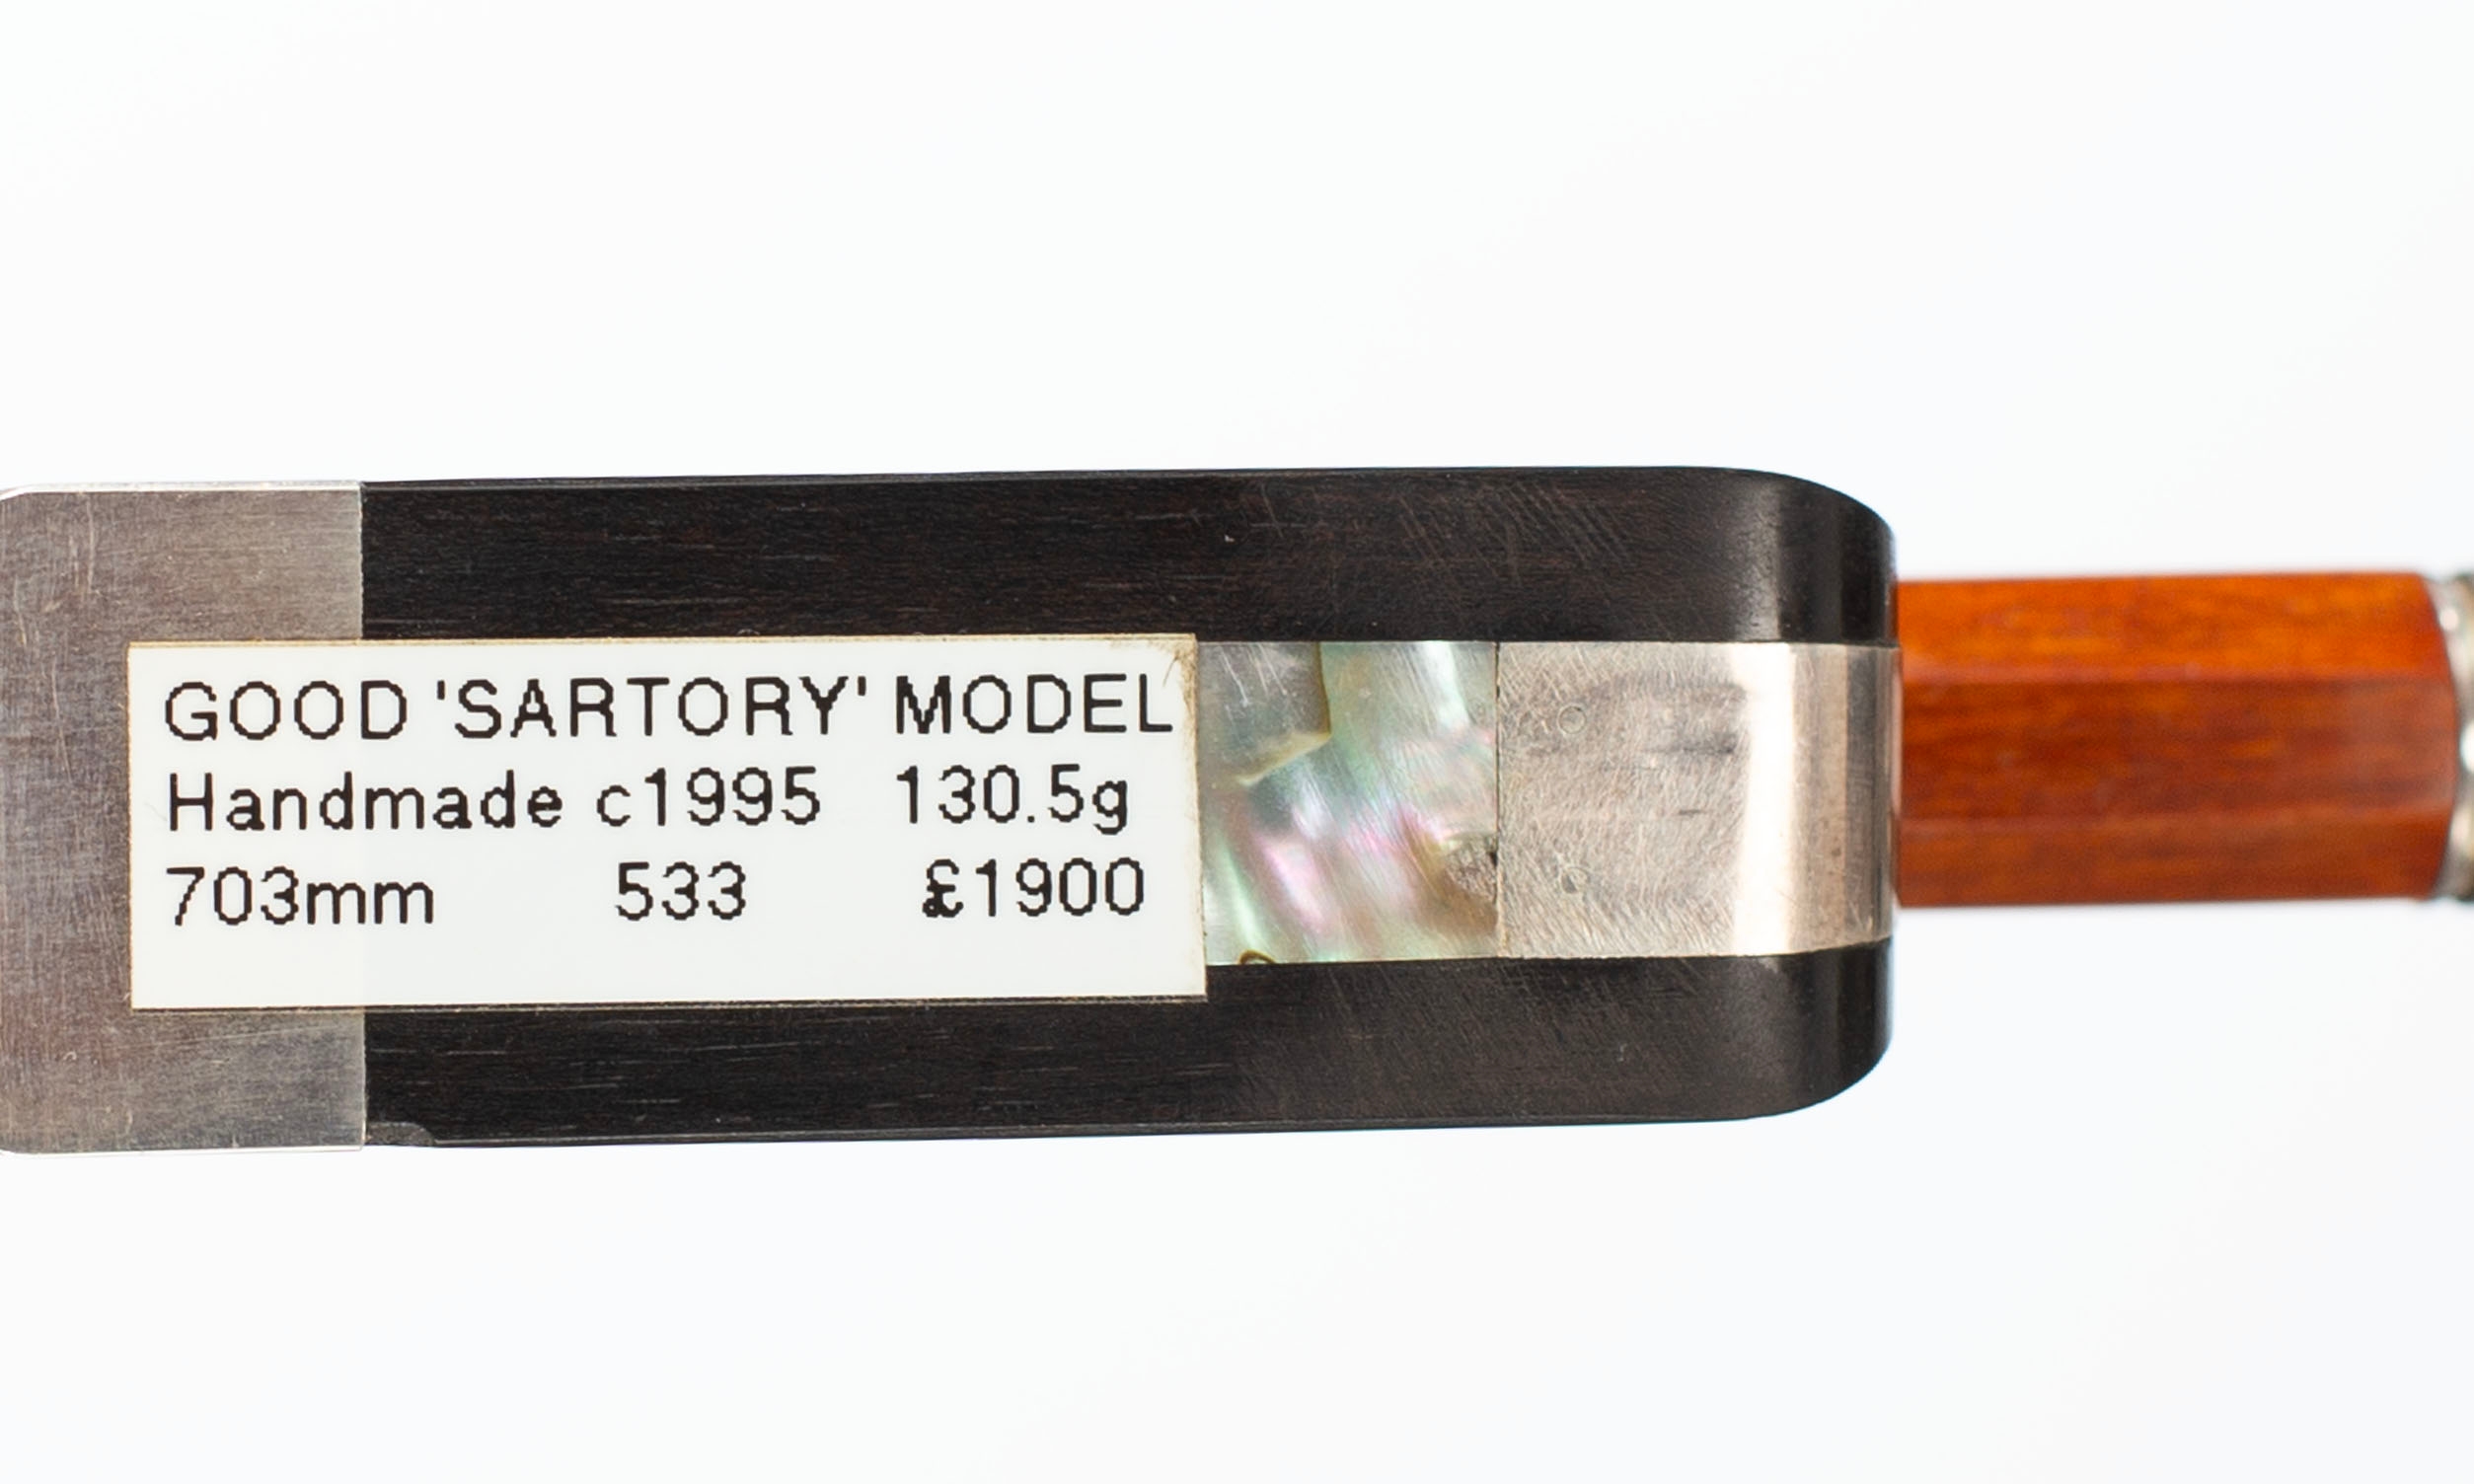 GOOD 'SARTORY' MODEL
Handmade c1995 130.5g
703mm 533 £1900